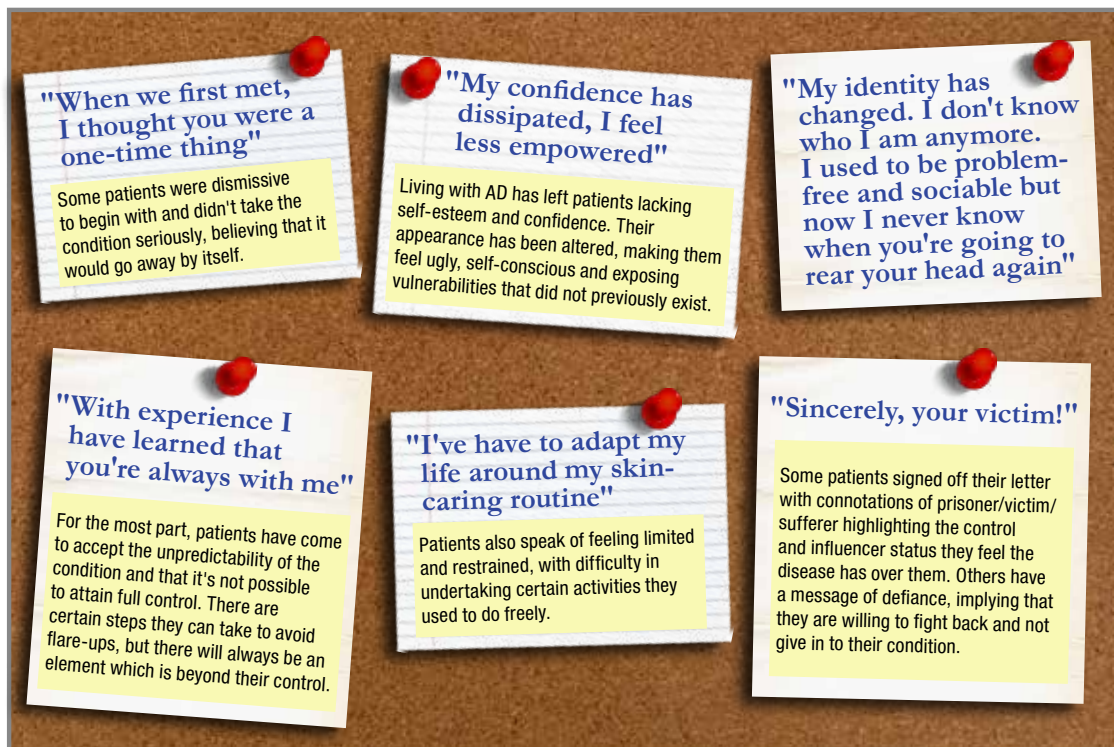 "When we first met,
I thought you were a
one-time thing"
Some patients were dismissive
to begin with and didn't take the
condition seriously, believing that it
would go away by itself.
"My confidence has
dissipated, I feel
less empowered"
Living with AD has left patients lacking
self-esteem and confidence. Their
appearance has been altered, making them
feel ugly, self-conscious and exposing
vulnerabilities that did not previously exist.
"My identity has
changed. I don't know
who I am anymore.
I used to be problem-
free and sociable but
now I never know
when you're going to
rear your head again"
"With experience I
have learned that
you're always with me"
For the most part, patients have come
to accept the unpredictability of the
condition and that it's not possible
to attain full control. There are
certain steps they can take to avoid
flare-ups, but there will always be an
element which is beyond their control.
"I've have to adapt my
life around my skin-
caring routine"
Patients also speak of feeling limited
and restrained, with difficulty in
undertaking certain activities they
used to do freely.
"Sincerely, your victim!"
Some patients signed off their letter
with connotations of prisoner/victim/
sufferer highlighting the control
and influencer status they feel the
disease has over them. Others have
a message of defiance, implying that
they are willing to fight back and not
give in to their condition.